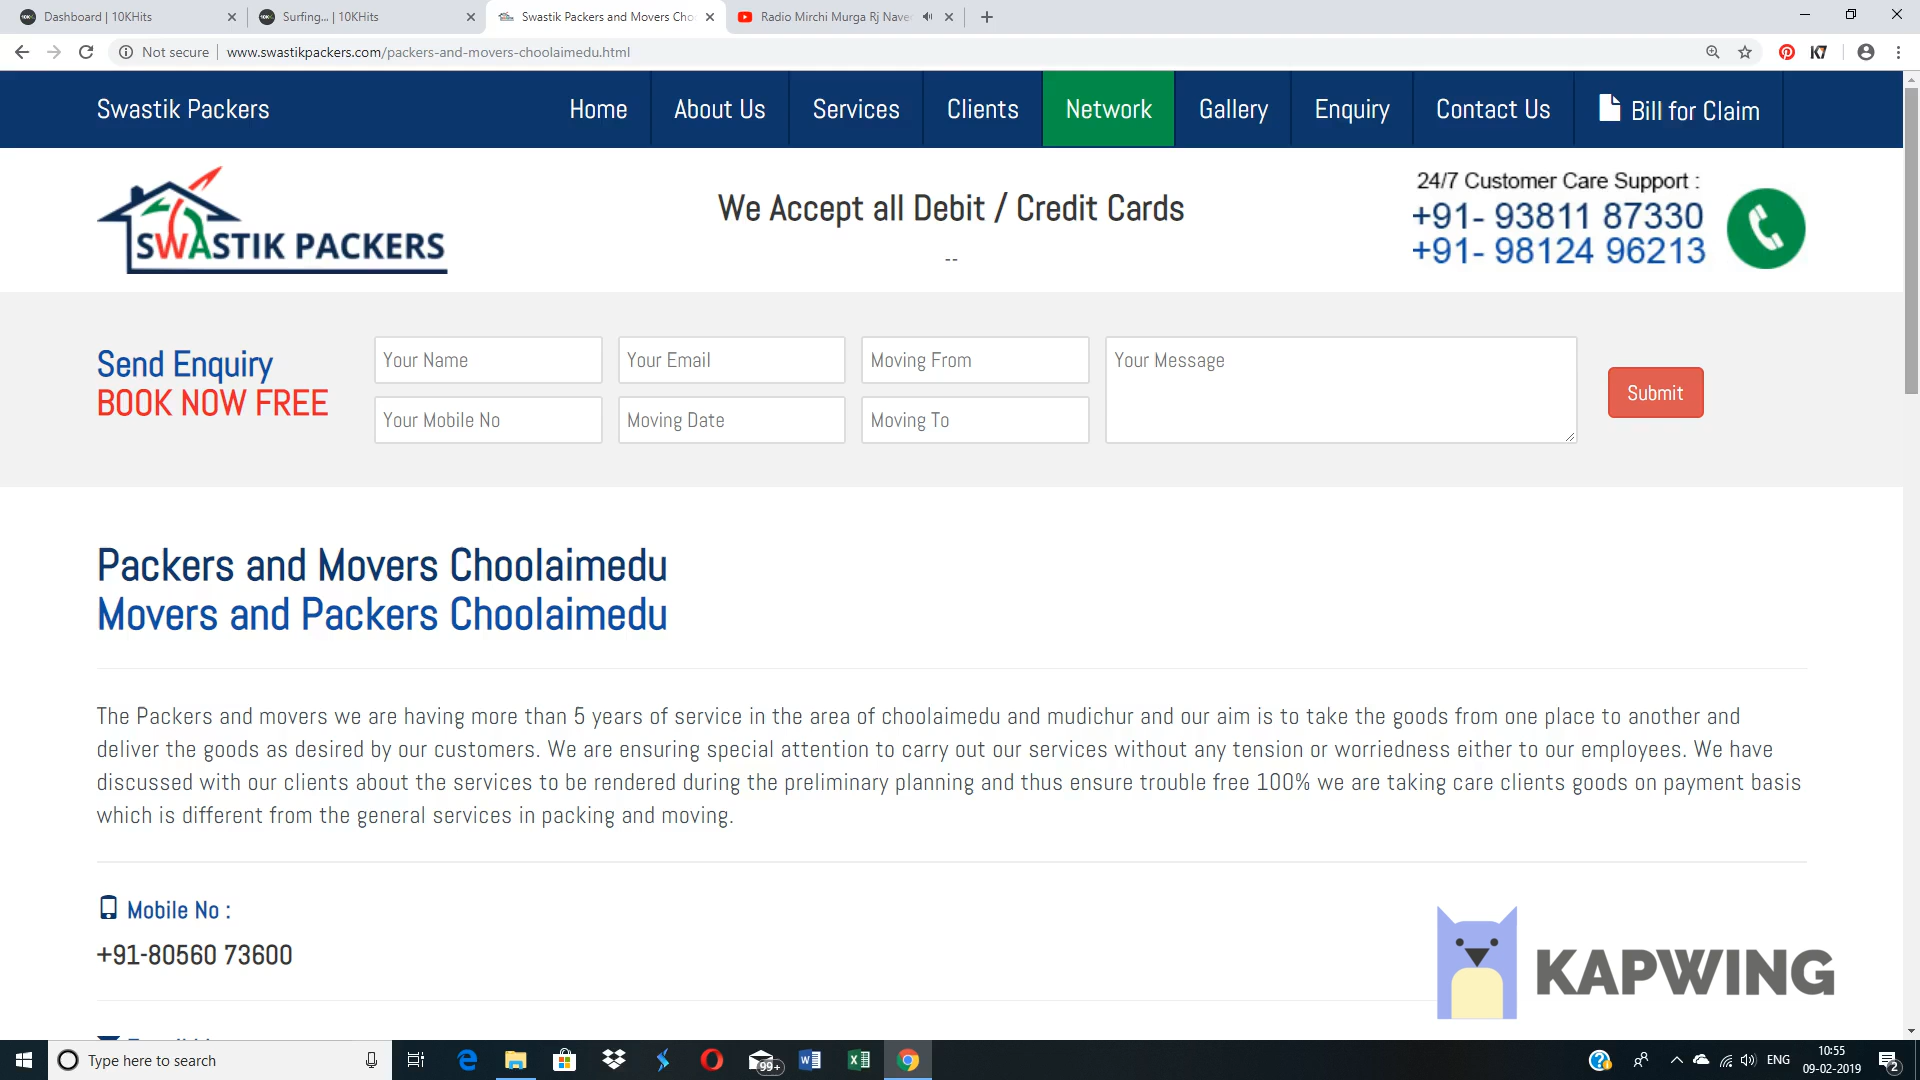 Dashboard | 10KHits
Surfing... | 10KHits
Swastik Packers and Movers Cho
Radio Mirchi Murga Rj Nave
Not secure
www.swastikpackers.com/packers-and-movers-choolaimedu.html
Swastik Packers
Home
About Us
Services
Clients
Network
Gallery
Enquiry
Contact Us
Bill for Claim
SWASTIK PACKERS
We Accept all Debit / Credit Cards
--
24/7 Customer Care Support :
+91- 93811 87330
+91- 98124 96213
Send Enquiry
BOOK NOW FREE
Your Name
Your Email
Moving From
Your Message
Your Mobile No
Moving Date
Moving To
Submit
Packers and Movers Choolaimedu
Movers and Packers Choolaimedu
The Packers and movers we are having more than 5 years of service in the area of choolaimedu and mudichur and our aim is to take the goods from one place to another and
deliver the goods as desired by our customers. We are ensuring special attention to carry out our services without any tension or worriedness either to our employees. We have
discussed with our clients about the services to be rendered during the preliminary planning and thus ensure trouble free 100% we are taking care clients goods on payment basis
which is different from the general services in packing and moving.
Mobile No :
+91-80560 73600
KAPWING
Type here to search
99+
ENG
10:55
09-02-2019
2